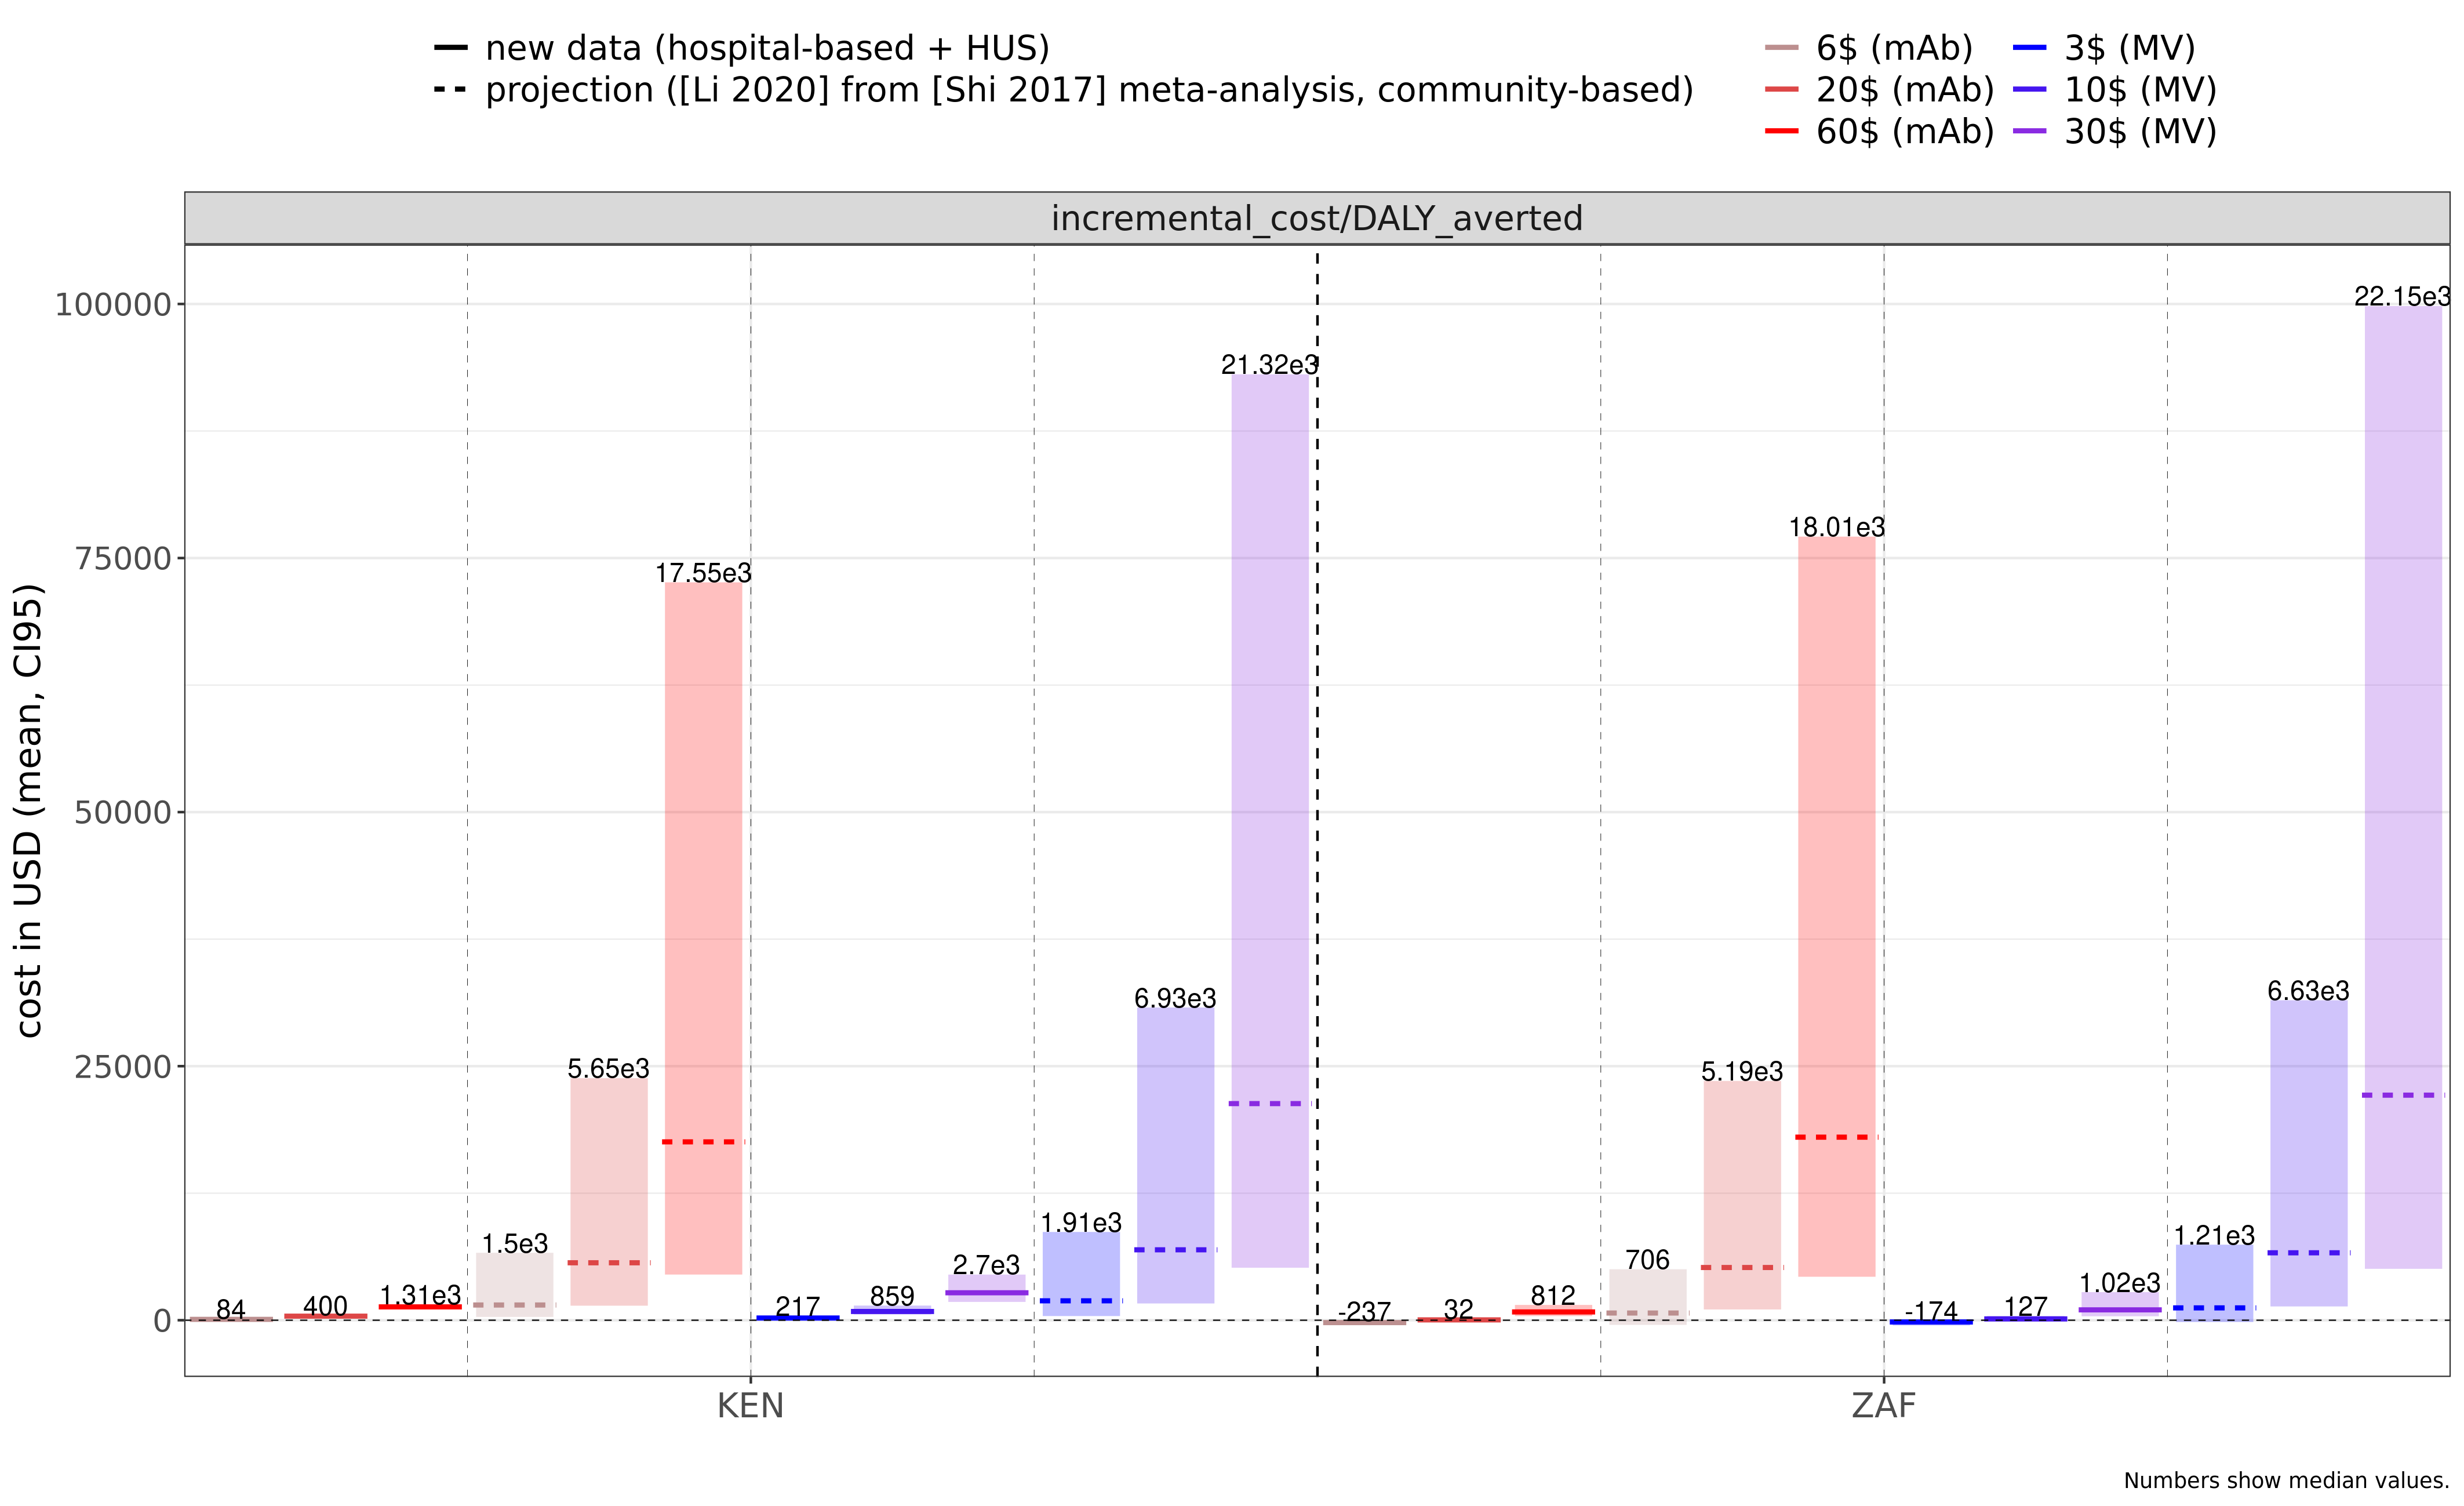 new data (hospital-based + HUS)
projection ([Li 2020] from [Shi 2017] meta-analysis, community-based)
6$ (mAb)
20$ (mAb)
60$ (mAb)
3$ (MV)
10$ (MV)
30$ (MV)
incremental_cost/DALY_averted
cost in USD (mean, CI95)
100000
75000
50000
25000
0
84
400
1.31e3
1.5e3
5.65e3
17.55e3
217
859
2.7e3
1.91e3
6.93e3
21.32e3
-237
32
812
706
5.19e3
18.01e3
-174
127
1.02e3
1.21e3
6.63e3
22.15e3
KEN
ZAF
Numbers show median values.